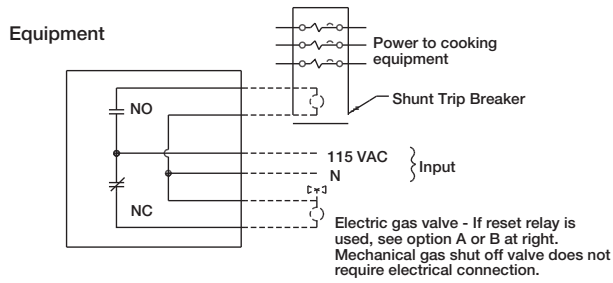 Equipment
Power to cooking
equipment
Shunt Trip Breaker
NO
115 VAC
Input
N
NC
Electric gas valve - If reset relay is
used, see option A or B at right.
Mechanical gas shut off valve does not
require electrical connection.